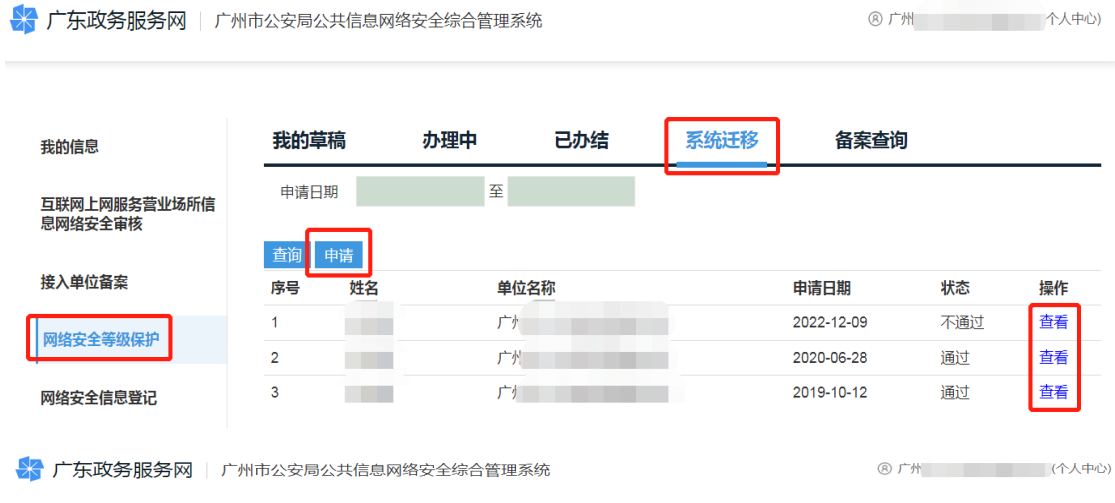 广东政务服务网 广州市公安局公共信息网络安全综合管理系统 广州 个人中心)
我的草稿 办理中 已办结 系统迁移 备案查询
我的信息
申请日期 至
互联网上网服务营业场所信
息网络安全审核
查询 申请
接入单位备案
序号 姓名 单位名称 申请日期 状态 操作
1 广 2022-12-09 不通过 查看
网络安全等级保护
2 广 2020-06-28 通过 查看
3 广 2019-10-12 通过 查看
网络安全信息登记
广东政务服务网 广州市公安局公共信息网络安全综合管理系统 广州 (个人中心)